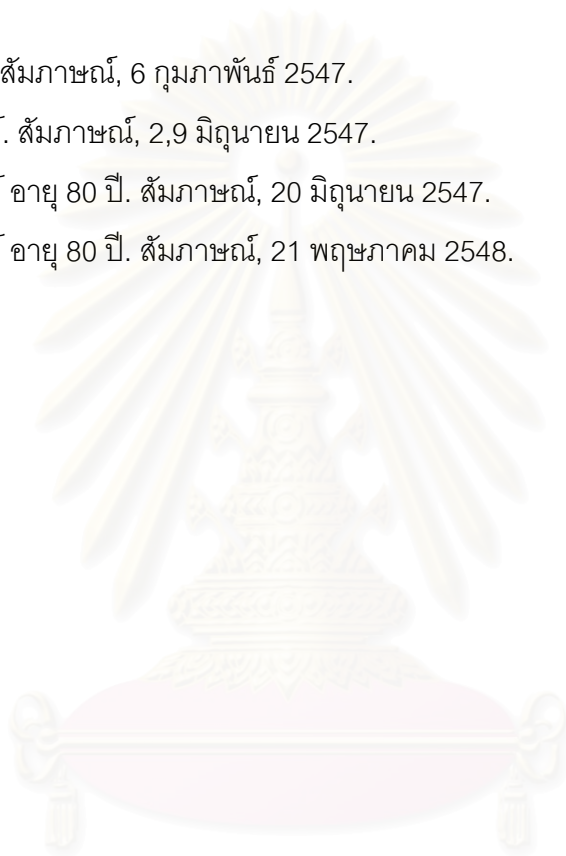 สัมภาษณ์, 6 กุมภาพันธ์ 2547.
. สัมภาษณ์, 2,9 มิถุนายน 2547.
อายุ 80 ปี. สัมภาษณ์, 20 มิถุนายน 2547.
อายุ 80 ปี. สัมภาษณ์, 21 พฤษภาคม 2548.